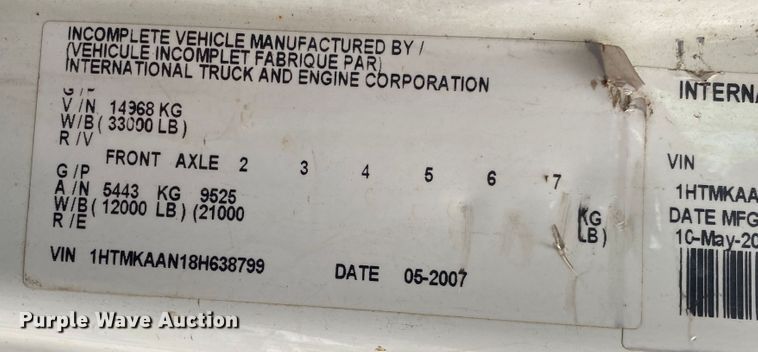 INCOMPLETE VEHICLE MANUFACTURED BY /
(VEHICULE INCOMPLET FABRIQUE PAR)
INTERNATIONAL TRUCK AND ENGINE CORPORATION
G / P
V / N 14968 KG
W/B ( 33000 LB )
R / V
FRONT AXLE 2 3 4 5 6 7
G / P
A / N 5443 KG 9525 KG
W/B ( 12000 LB ) (21000 LB )
R / E
VIN 1HTMKAAN18H638799 DATE 05-2007
INTERNA
VIN
1HTMKAA
DATE MFG
10-May-20
Purple Wave Auction